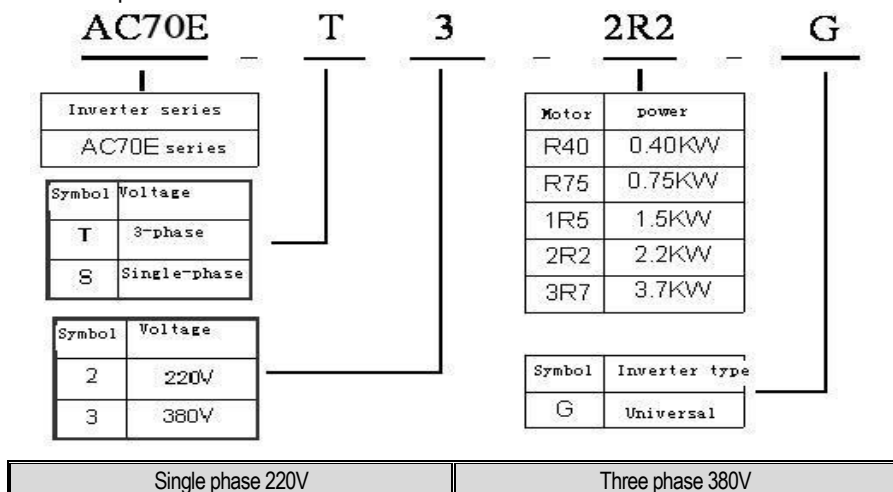 AC70E - T 3 - 2R2 - G
Inverter series
AC70E series
Symbol Voltage
T 3-phase
S Single-phase
Symbol Voltage
2 220V
3 380V
Motor power
R40 0.40KW
R75 0.75KW
1R5 1.5KW
2R2 2.2KW
3R7 3.7KW
Symbol Inverter type
G Universal
Single phase 220V Three phase 380V